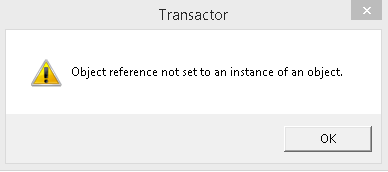 Transactor
Object reference not set to an instance of an object.
OK